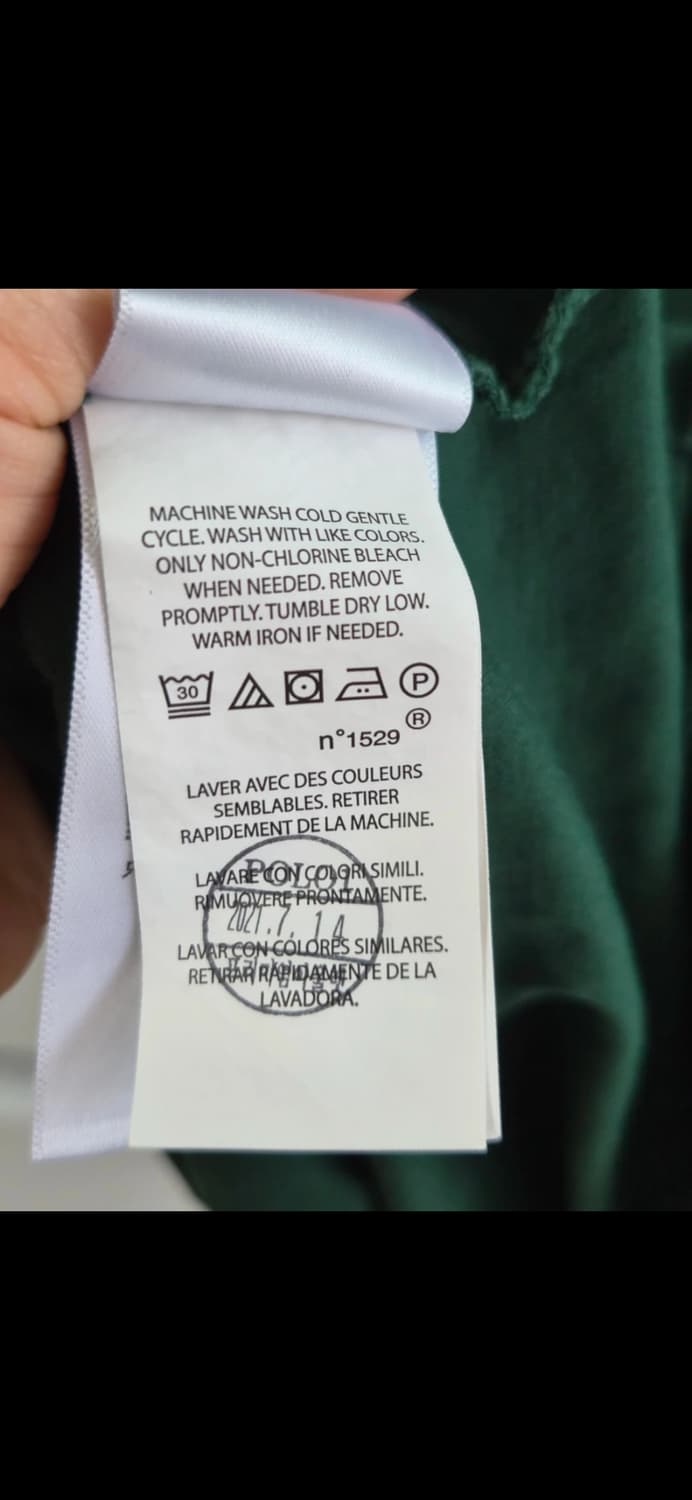 MACHINE WASH COLD GENTLE
CYCLE. WASH WITH LIKE COLORS.
ONLY NON-CHLORINE BLEACH
WHEN NEEDED. REMOVE
PROMPTLY. TUMBLE DRY LOW.
WARM IRON IF NEEDED.
30 P
®
n°1529
LAVER AVEC DES COULEURS
SEMBLABLES. RETIRER
RAPIDEMENT DE LA MACHINE.
POLO1
LAVARE CON COLORI SIMILI.
RIMUOVERE PRONTAMENTE.
2021.7.14
LAVAR CON COLORES SIMILARES.
RETIRAR RAPIDAMENTE DE LA
LAVADORA.